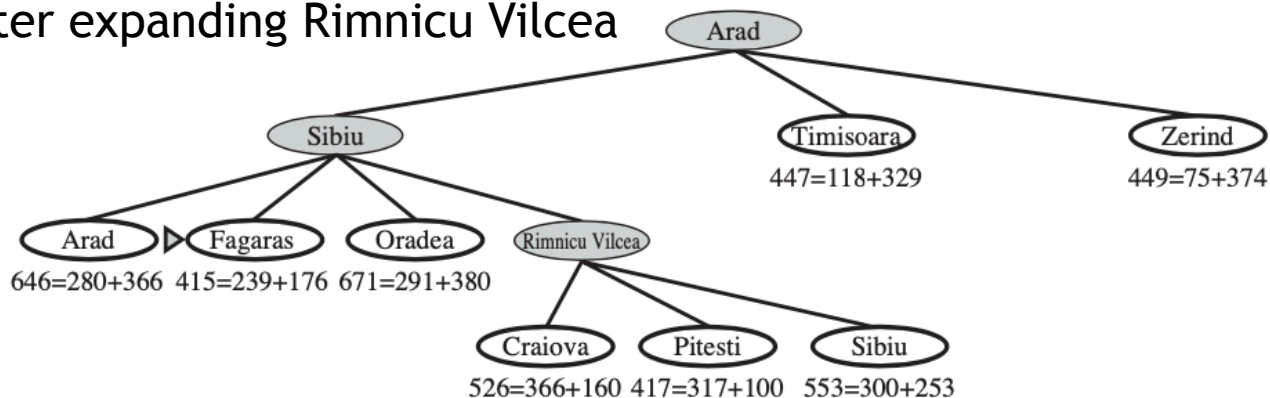 ter expanding Rimnicu Vilcea
Arad
Sibiu
Timisoara
Zerind
447=118+329
449=75+374
Arad
Fagaras
Oradea
Rimnicu Vilcea
646=280+366
415=239+176
671=291+380
Craiova
Pitesti
Sibiu
526=366+160
417=317+100
553=300+253